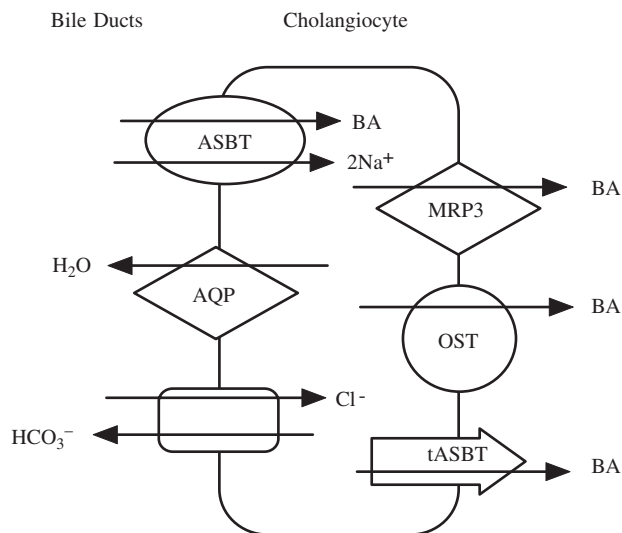 Bile Ducts
Cholangiocyte
BA
ASBT
2Na+
BA
MRP3
H₂O
AQP
BA
OST
Cl-
HCO₃⁻
tASBT
BA